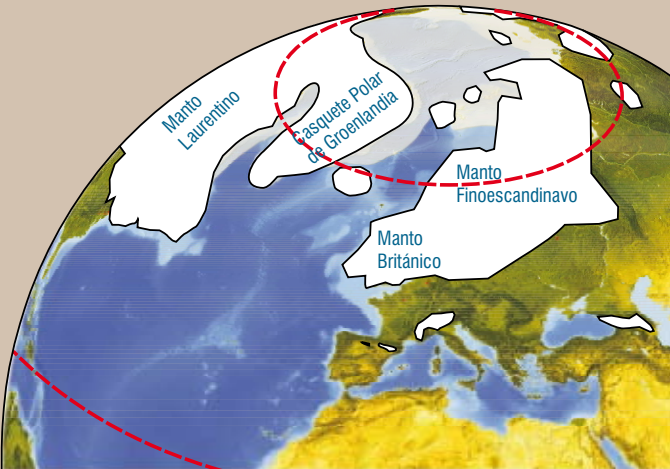 Manto
Laurentino
Casquete Polar
de Groenlandia
Manto
Finoescandinavo
Manto
Británico